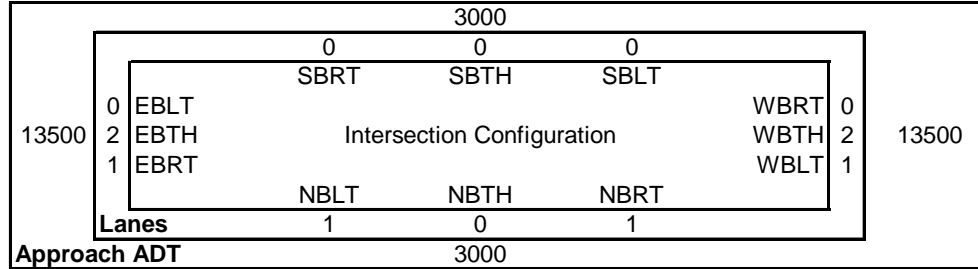 3000
0 0 0
SBRT SBTH SBLT
0 EBLT WBRT 0
13500 2 EBTH Intersection Configuration WBTH 2 13500
1 EBRT WBLT 1
NBLT NBTH NBRT
Lanes 1 0 1
Approach ADT 3000